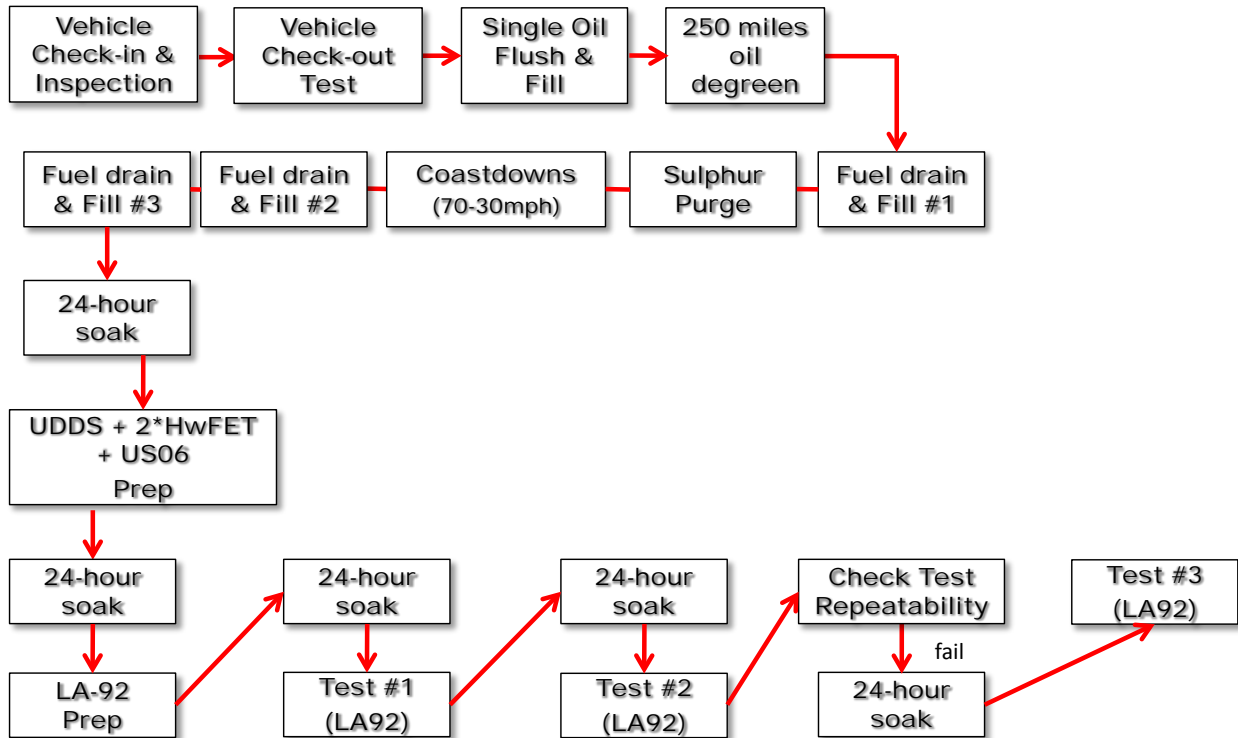 Vehicle
Check-in &
Inspection
Vehicle
Check-out
Test
Single Oil
Flush &
Fill
250 miles
oil
degreen
Fuel drain
& Fill #3
Fuel drain
& Fill #2
Coastdowns
(70-30mph)
Sulphur
Purge
Fuel drain
& Fill #1
24-hour
soak
UDDS + 2*HwFET
+ US06
Prep
24-hour
soak
24-hour
soak
24-hour
soak
Check Test
Repeatability
Test #3
(LA92)
fail
LA-92
Prep
Test #1
(LA92)
Test #2
(LA92)
24-hour
soak